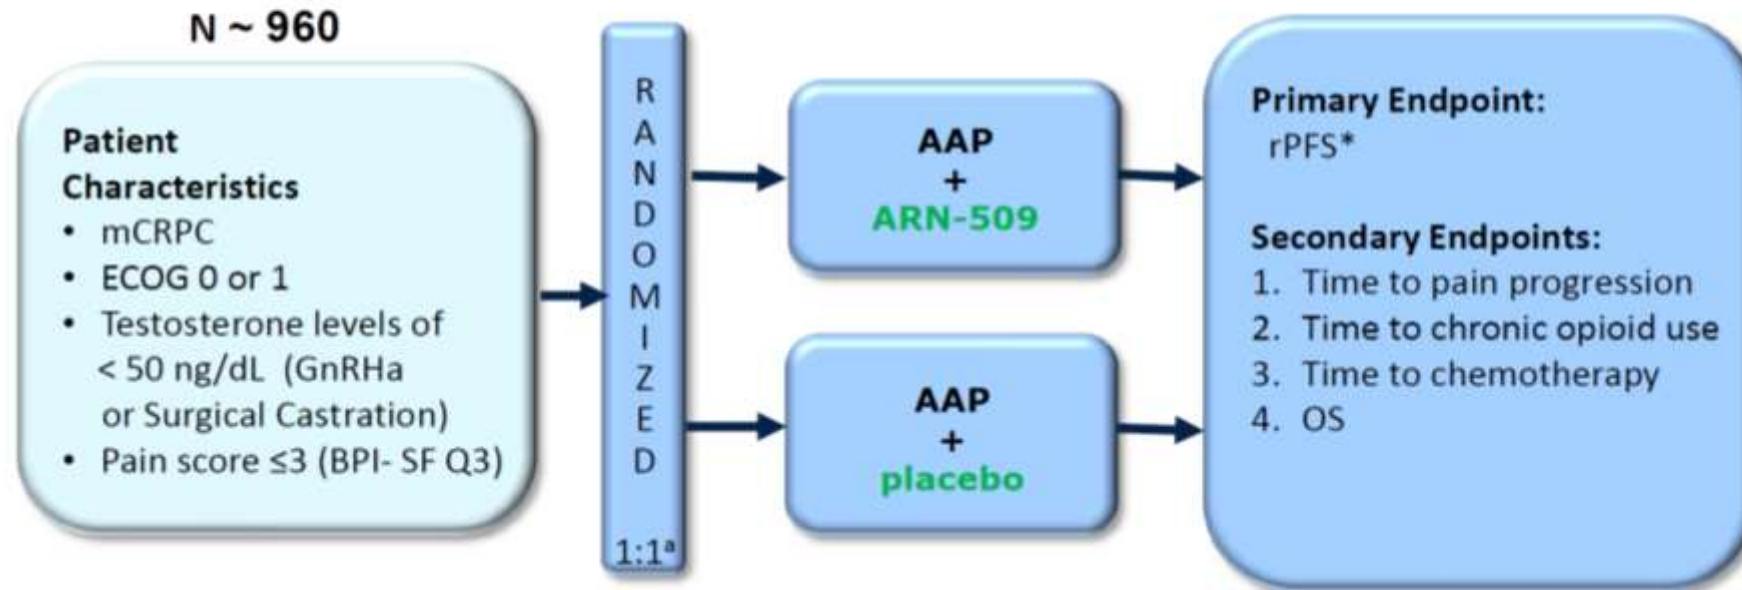 N ~ 960
Patient
Characteristics
• mCRPC
• ECOG 0 or 1
• Testosterone levels of
< 50 ng/dL (GnRHa
or Surgical Castration)
• Pain score ≤3 (BPI- SF Q3)
RANDOMIZED
1:1ª
AAP
+
ARN-509
AAP
+
placebo
Primary Endpoint:
rPFS*
Secondary Endpoints:
1. Time to pain progression
2. Time to chronic opioid use
3. Time to chemotherapy
4. OS